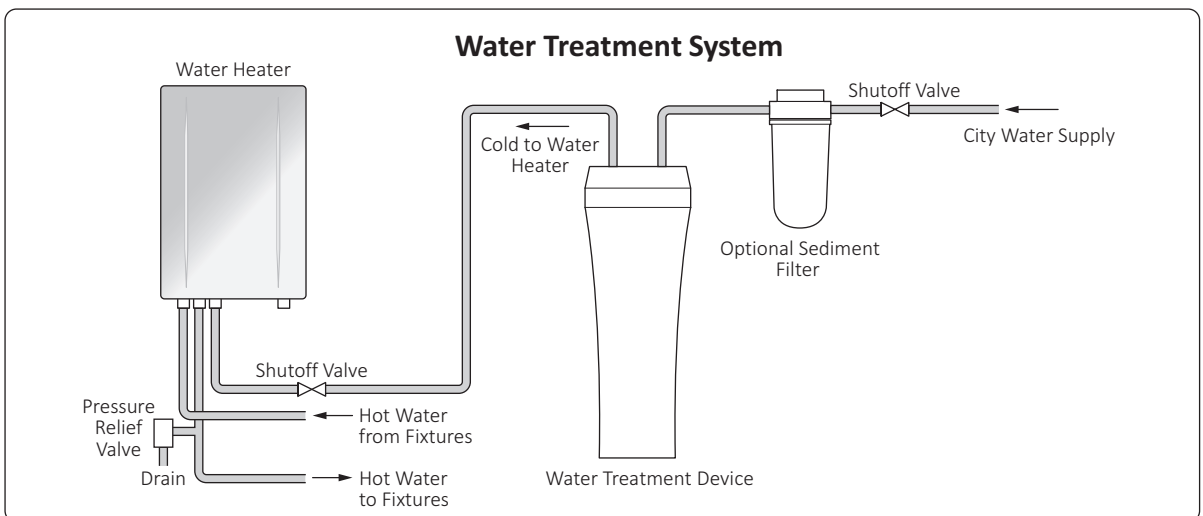 Water Treatment System
Water Heater
Shutoff Valve
Cold to Water
Heater
City Water Supply
Optional Sediment
Filter
Shutoff Valve
Pressure
Relief
Valve
Hot Water
from Fixtures
Drain
Hot Water
to Fixtures
Water Treatment Device